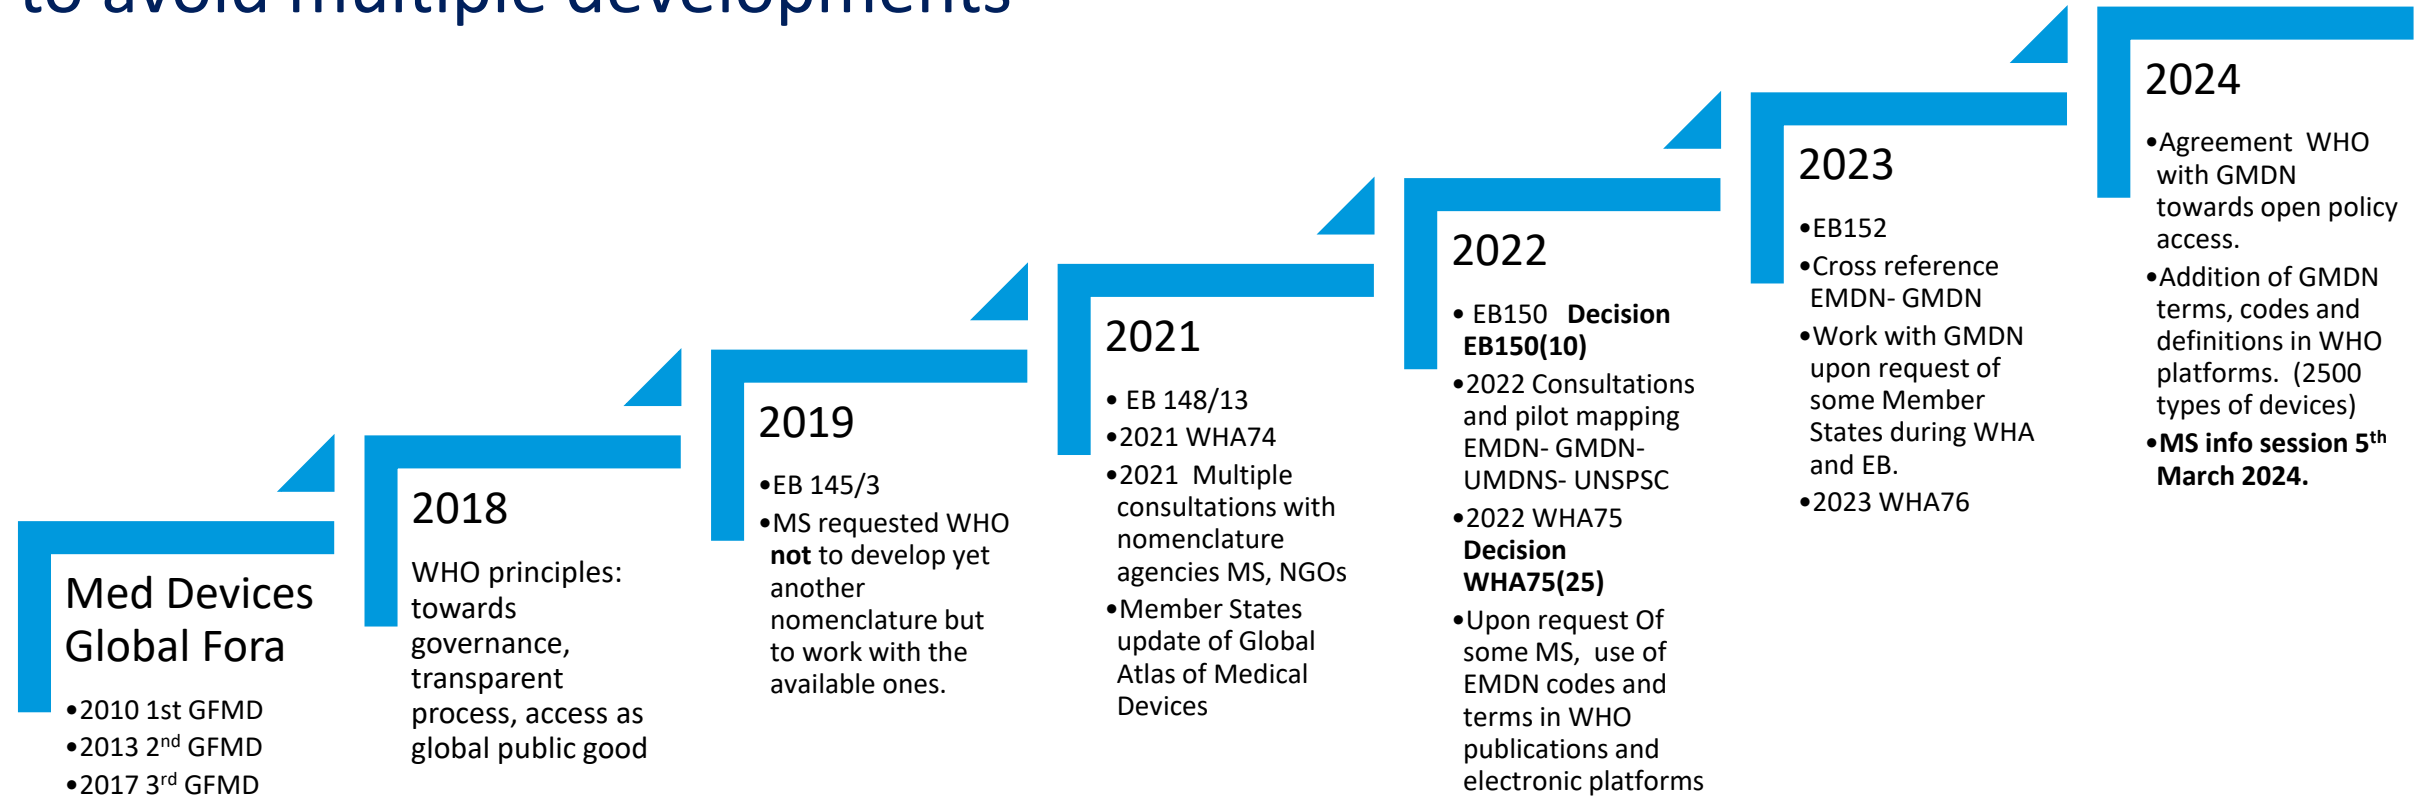 to avoid multiple developments
Med Devices
Global Fora
•2010 1st GFMD
•2013 2nd GFMD
•2017 3rd GFMD
2018
WHO principles:
towards
governance,
transparent
process, access as
global public good
2019
•EB 145/3
•MS requested WHO
not to develop yet
another
nomenclature but
to work with the
available ones.
2021
• EB 148/13
•2021 WHA74
•2021 Multiple
consultations with
nomenclature
agencies MS, NGOs
•Member States
update of Global
Atlas of Medical
Devices
2022
• EB150 Decision
EB150(10)
•2022 Consultations
and pilot mapping
EMDN- GMDN-
UMDNS- UNSPSC
•2022 WHA75
Decision
WHA75(25)
•Upon request Of
some MS, use of
EMDN codes and
terms in WHO
publications and
electronic platforms
2023
•EB152
•Cross reference
EMDN- GMDN
•Work with GMDN
upon request of
some Member
States during WHA
and EB.
•2023 WHA76
2024
•Agreement WHO
with GMDN
towards open policy
access.
•Addition of GMDN
terms, codes and
definitions in WHO
platforms. (2500
types of devices)
•MS info session 5th
March 2024.